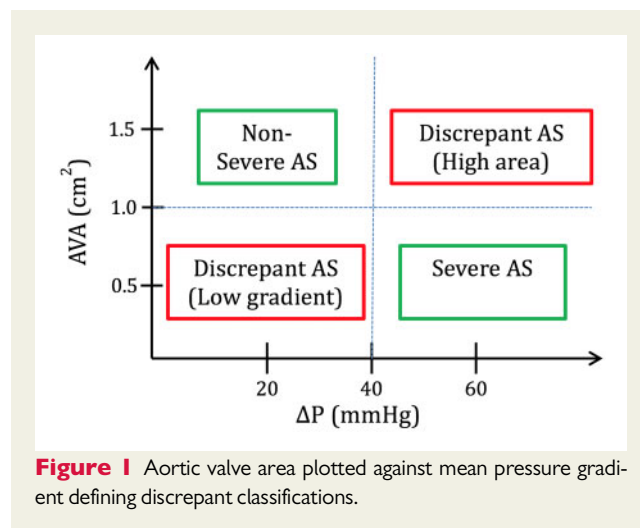 Non-
Severe AS
Discrepant AS
(High area)
Discrepant AS
(Low gradient)
Severe AS
AVA (cm²)
1.5
1.0
0.5
20
40
60
ΔP (mmHg)
Figure 1 Aortic valve area plotted against mean pressure gradi-
ent defining discrepant classifications.